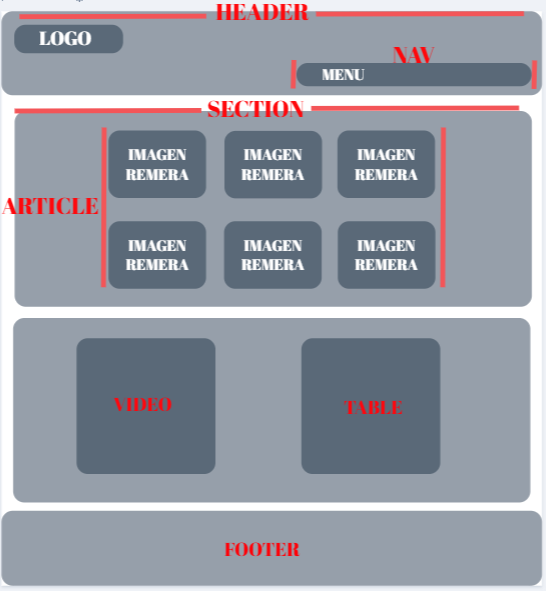 HEADER
LOGO
NAV
MENU
SECTION
IMAGEN
REMERA
IMAGEN
REMERA
IMAGEN
REMERA
ARTICLE
IMAGEN
REMERA
IMAGEN
REMERA
IMAGEN
REMERA
VIDEO
TABLE
FOOTER